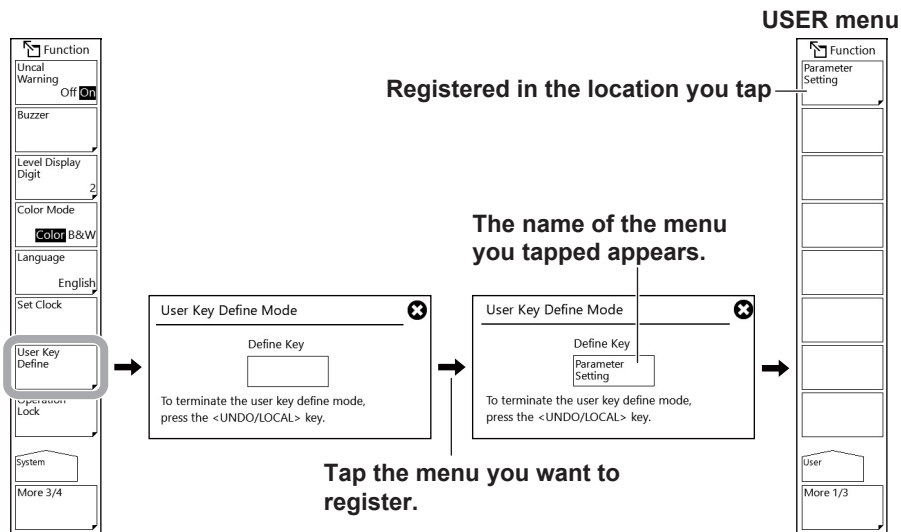 USER menu
Function
Uncal
Warning
Off On
Buzzer
Level Display
Digit
2
Color Mode
Color B&W
Language
English
Set Clock
User Key
Define
Operation
Lock
System
More 3/4
User Key Define Mode
Define Key
To terminate the user key define mode,
press the <UNDO/LOCAL> key.
Tap the menu you want to
register.
The name of the menu
you tapped appears.
User Key Define Mode
Define Key
Parameter
Setting
To terminate the user key define mode,
press the <UNDO/LOCAL> key.
Registered in the location you tap
Function
Parameter
Setting
User
More 1/3